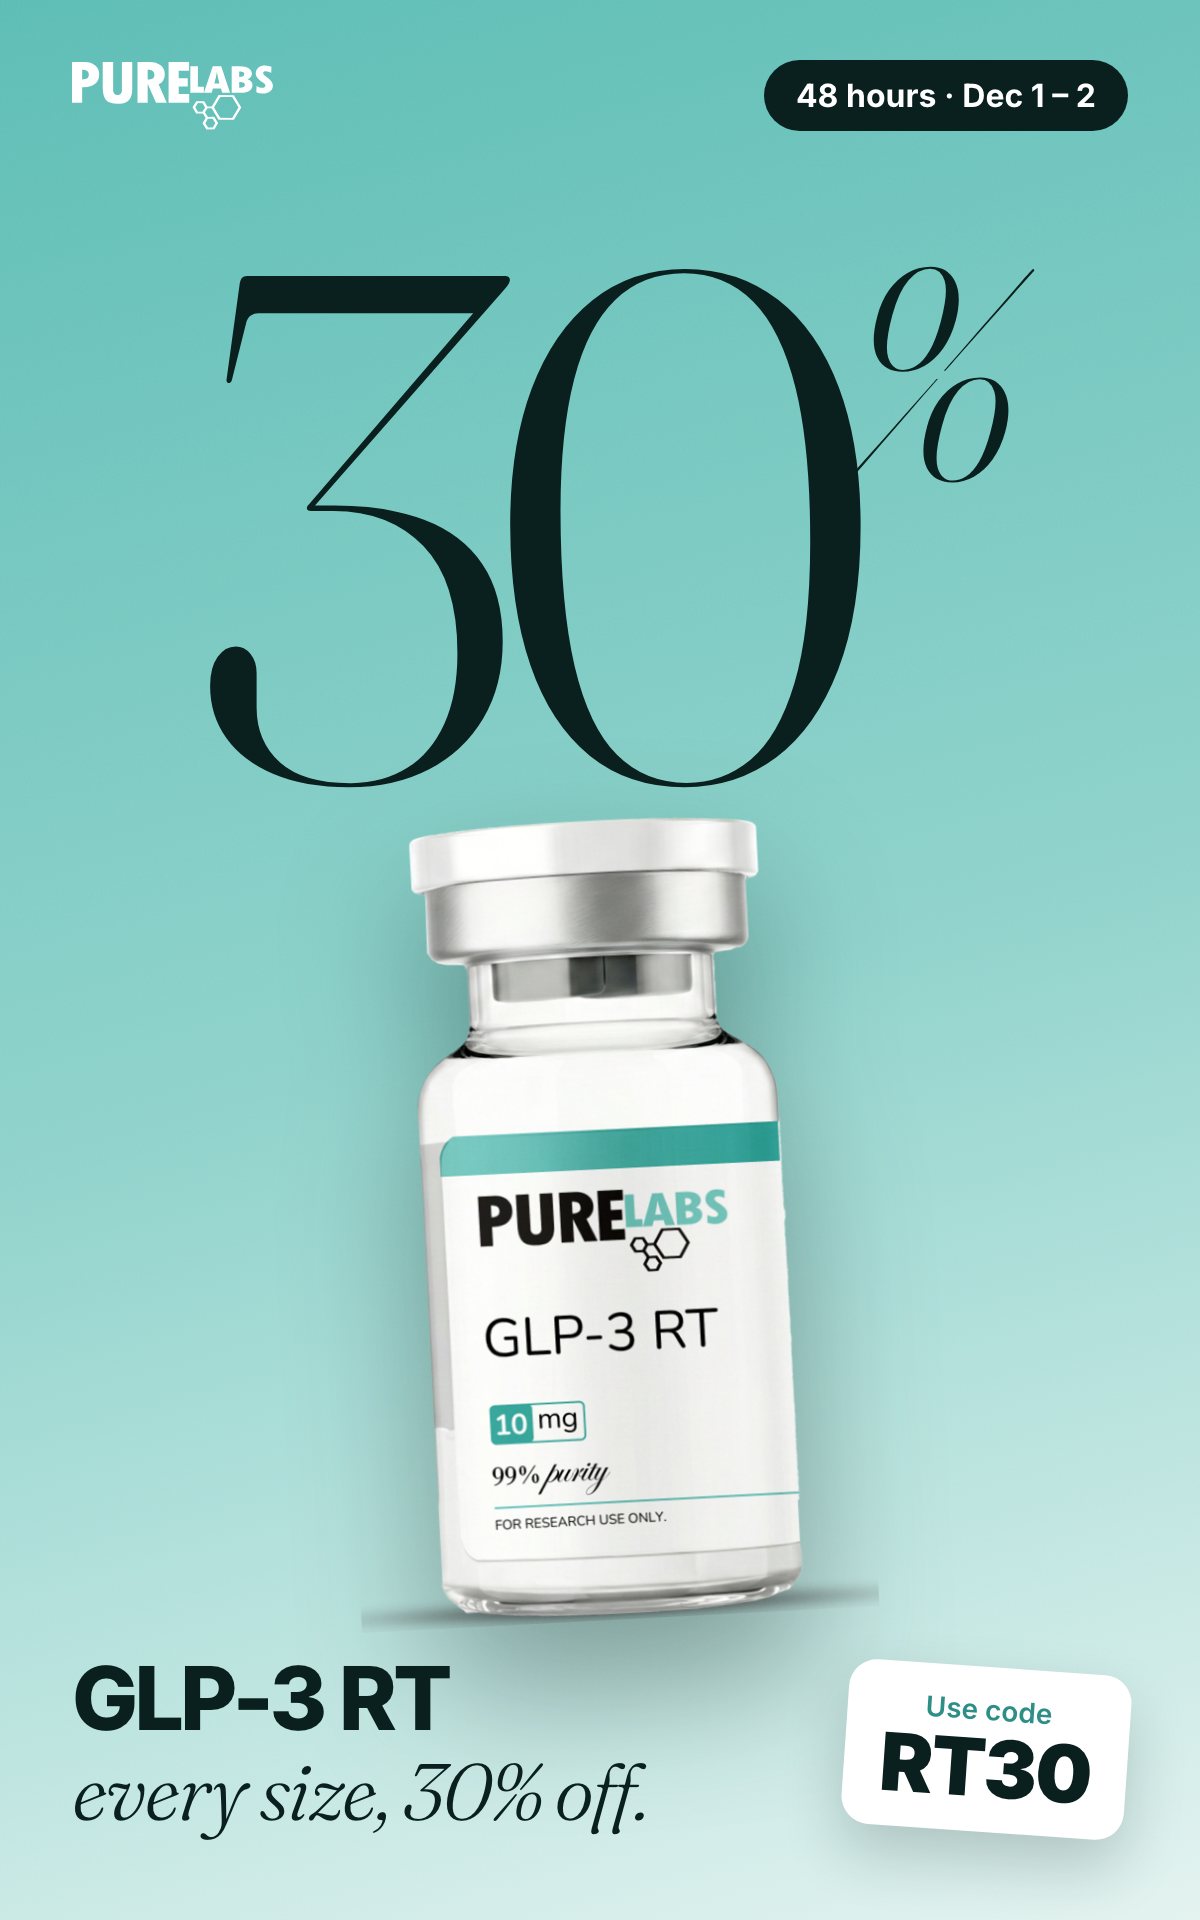 PURELABS
48 hours · Dec 1 – 2
30%
PURELABS
GLP-3 RT
10 mg
99% purity
FOR RESEARCH USE ONLY.
GLP-3 RT
every size, 30% off.
Use code
RT30